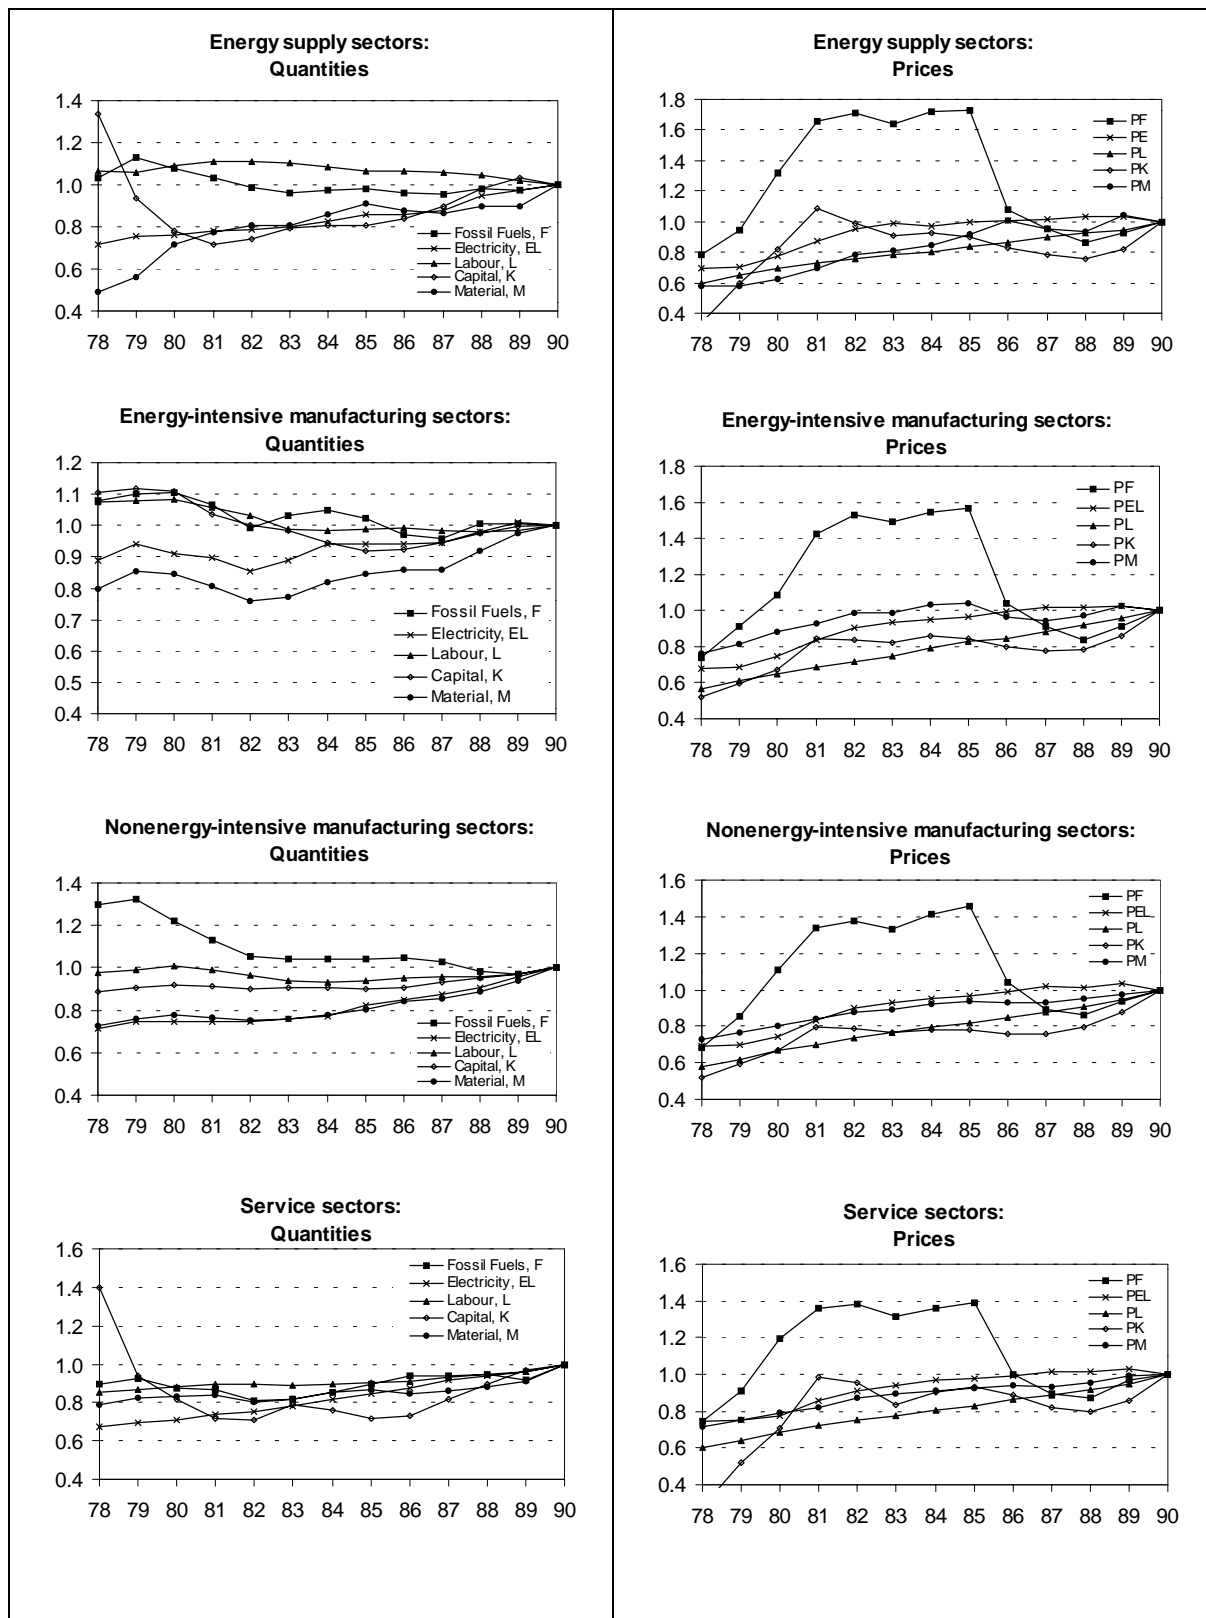 Energy supply sectors:
Quantities
1.4
1.2
1.0
0.8
0.6
0.4
Fossil Fuels, F
Electricity, EL
Labour, L
Capital, K
Material, M
78 79 80 81 82 83 84 85 86 87 88 89 90
Energy supply sectors:
Prices
1.8
1.6
1.4
1.2
1.0
0.8
0.6
0.4
PF
PE
PL
PK
PM
78 79 80 81 82 83 84 85 86 87 88 89 90
Energy-intensive manufacturing sectors:
Quantities
1.2
1.1
1.0
0.9
0.8
0.7
0.6
0.5
0.4
Fossil Fuels, F
Electricity, EL
Labour, L
Capital, K
Material, M
78 79 80 81 82 83 84 85 86 87 88 89 90
Energy-intensive manufacturing sectors:
Prices
1.8
1.6
1.4
1.2
1.0
0.8
0.6
0.4
PF
PEL
PL
PK
PM
78 79 80 81 82 83 84 85 86 87 88 89 90
Nonenergy-intensive manufacturing sectors:
Quantities
1.4
1.2
1.0
0.8
0.6
0.4
Fossil Fuels, F
Electricity, EL
Labour, L
Capital, K
Material, M
78 79 80 81 82 83 84 85 86 87 88 89 90
Nonenergy-intensive manufacturing sectors:
Prices
1.6
1.4
1.2
1.0
0.8
0.6
0.4
PF
PEL
PL
PK
PM
78 79 80 81 82 83 84 85 86 87 88 89 90
Service sectors:
Quantities
1.6
1.4
1.2
1.0
0.8
0.6
0.4
Fossil Fuels, F
Electricity, EL
Labour, L
Capital, K
Material, M
78 79 80 81 82 83 84 85 86 87 88 89 90
Service sectors:
Prices
1.6
1.4
1.2
1.0
0.8
0.6
0.4
PF
PEL
PL
PK
PM
78 79 80 81 82 83 84 85 86 87 88 89 90